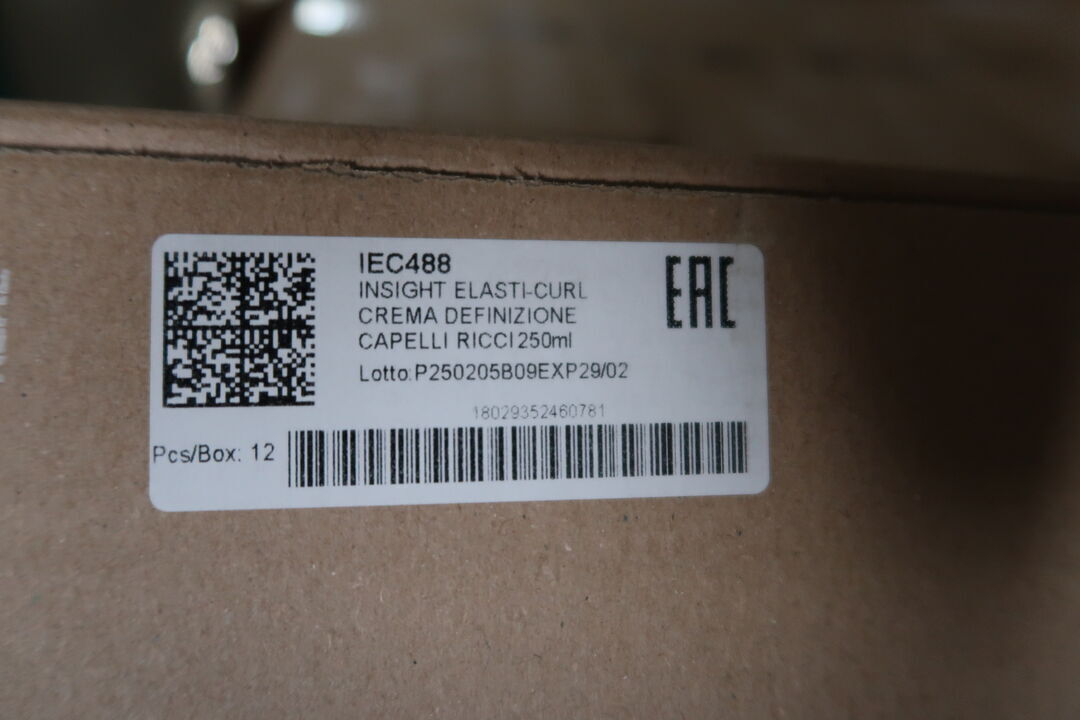 IEC488
INSIGHT ELASTI-CURL
CREMA DEFINIZIONE
CAPELLI RICCI 250ml
Lotto:P250205B09EXP29/02
EAC
18029352460781
Pcs/Box: 12